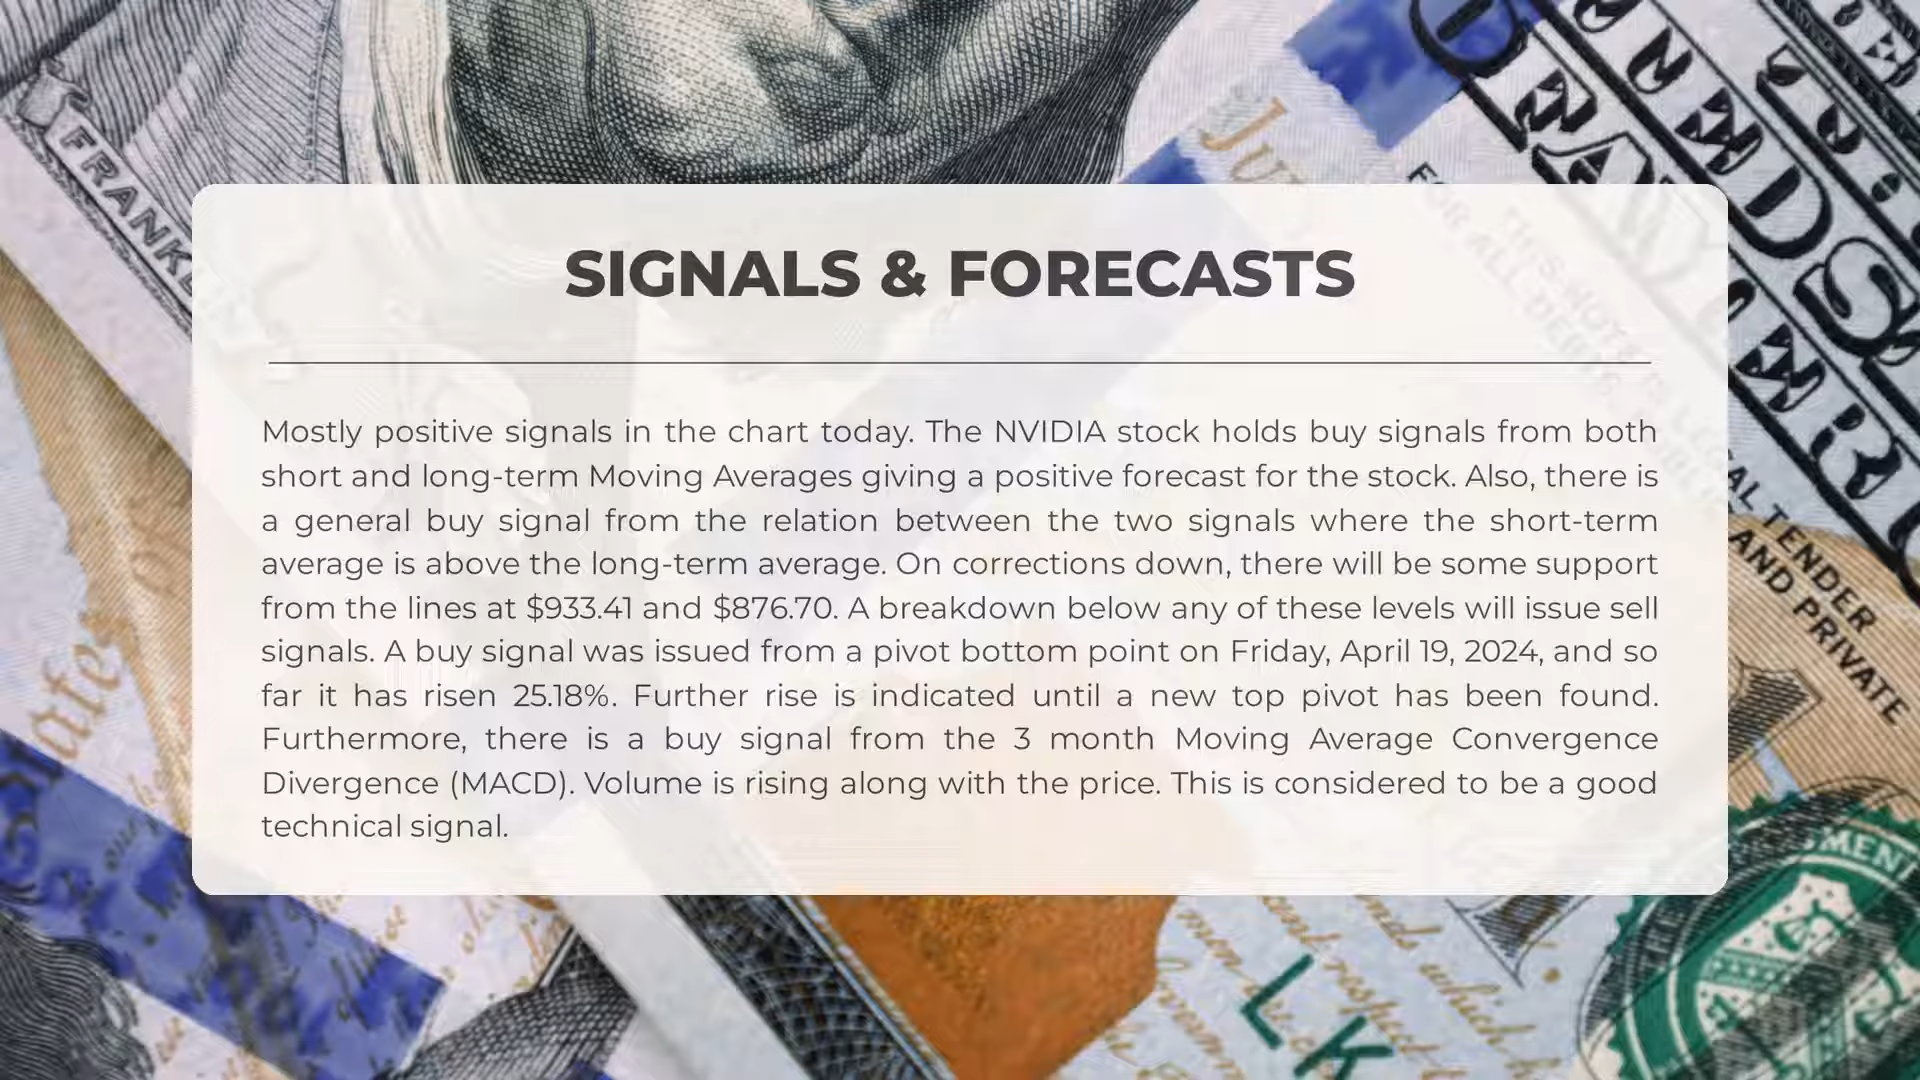 FRANKL
SIGNALS & FORECASTS
Mostly positive signals in the chart today. The NVIDIA stock holds buy signals from both
short and long-term Moving Averages giving a positive forecast for the stock. Also, there is
a general buy signal from the relation between the two signals where the short-term
average is above the long-term average. On corrections down, there will be some support
from the lines at $933.41 and $876.70. A breakdown below any of these levels will issue sell
signals. A buy signal was issued from a pivot bottom point on Friday, April 19, 2024, and so
far it has risen 25.18%. Further rise is indicated until a new top pivot has been found.
Furthermore, there is a buy signal from the 3 month Moving Average Convergence
Divergence (MACD). Volume is rising along with the price. This is considered to be a good
technical signal.
TENDER
AND PRIVATE
L K